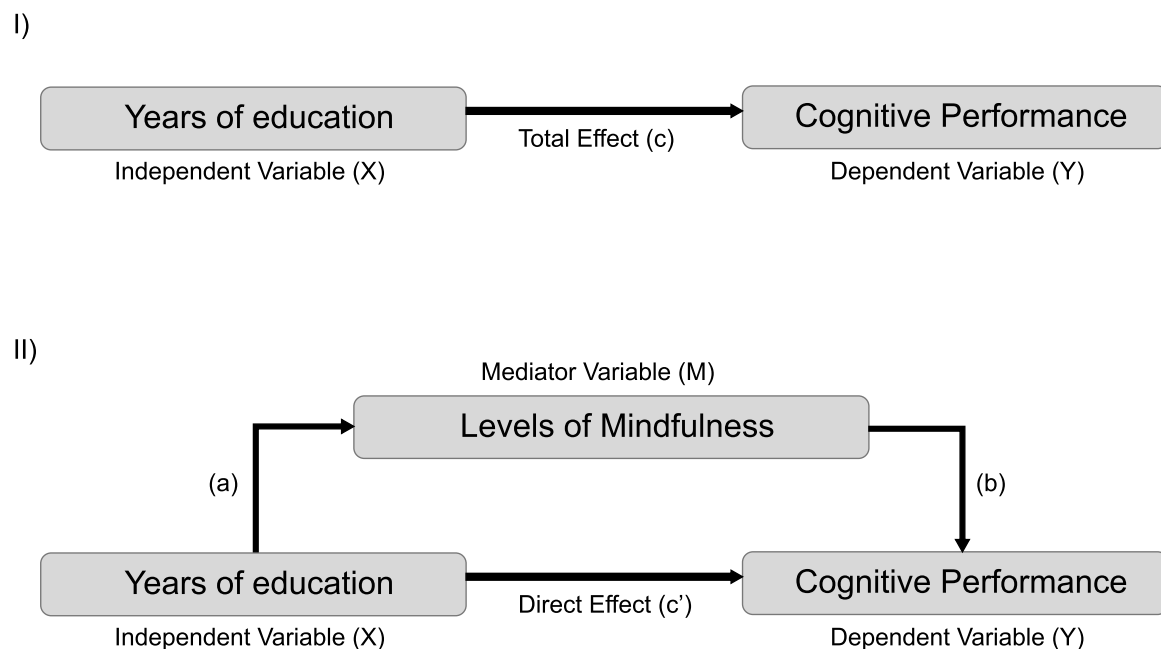 I)
Years of education
Cognitive Performance
Total Effect (c)
Independent Variable (X)
Dependent Variable (Y)
II)
Mediator Variable (M)
Levels of Mindfulness
(a)
(b)
Years of education
Cognitive Performance
Direct Effect (c’)
Independent Variable (X)
Dependent Variable (Y)